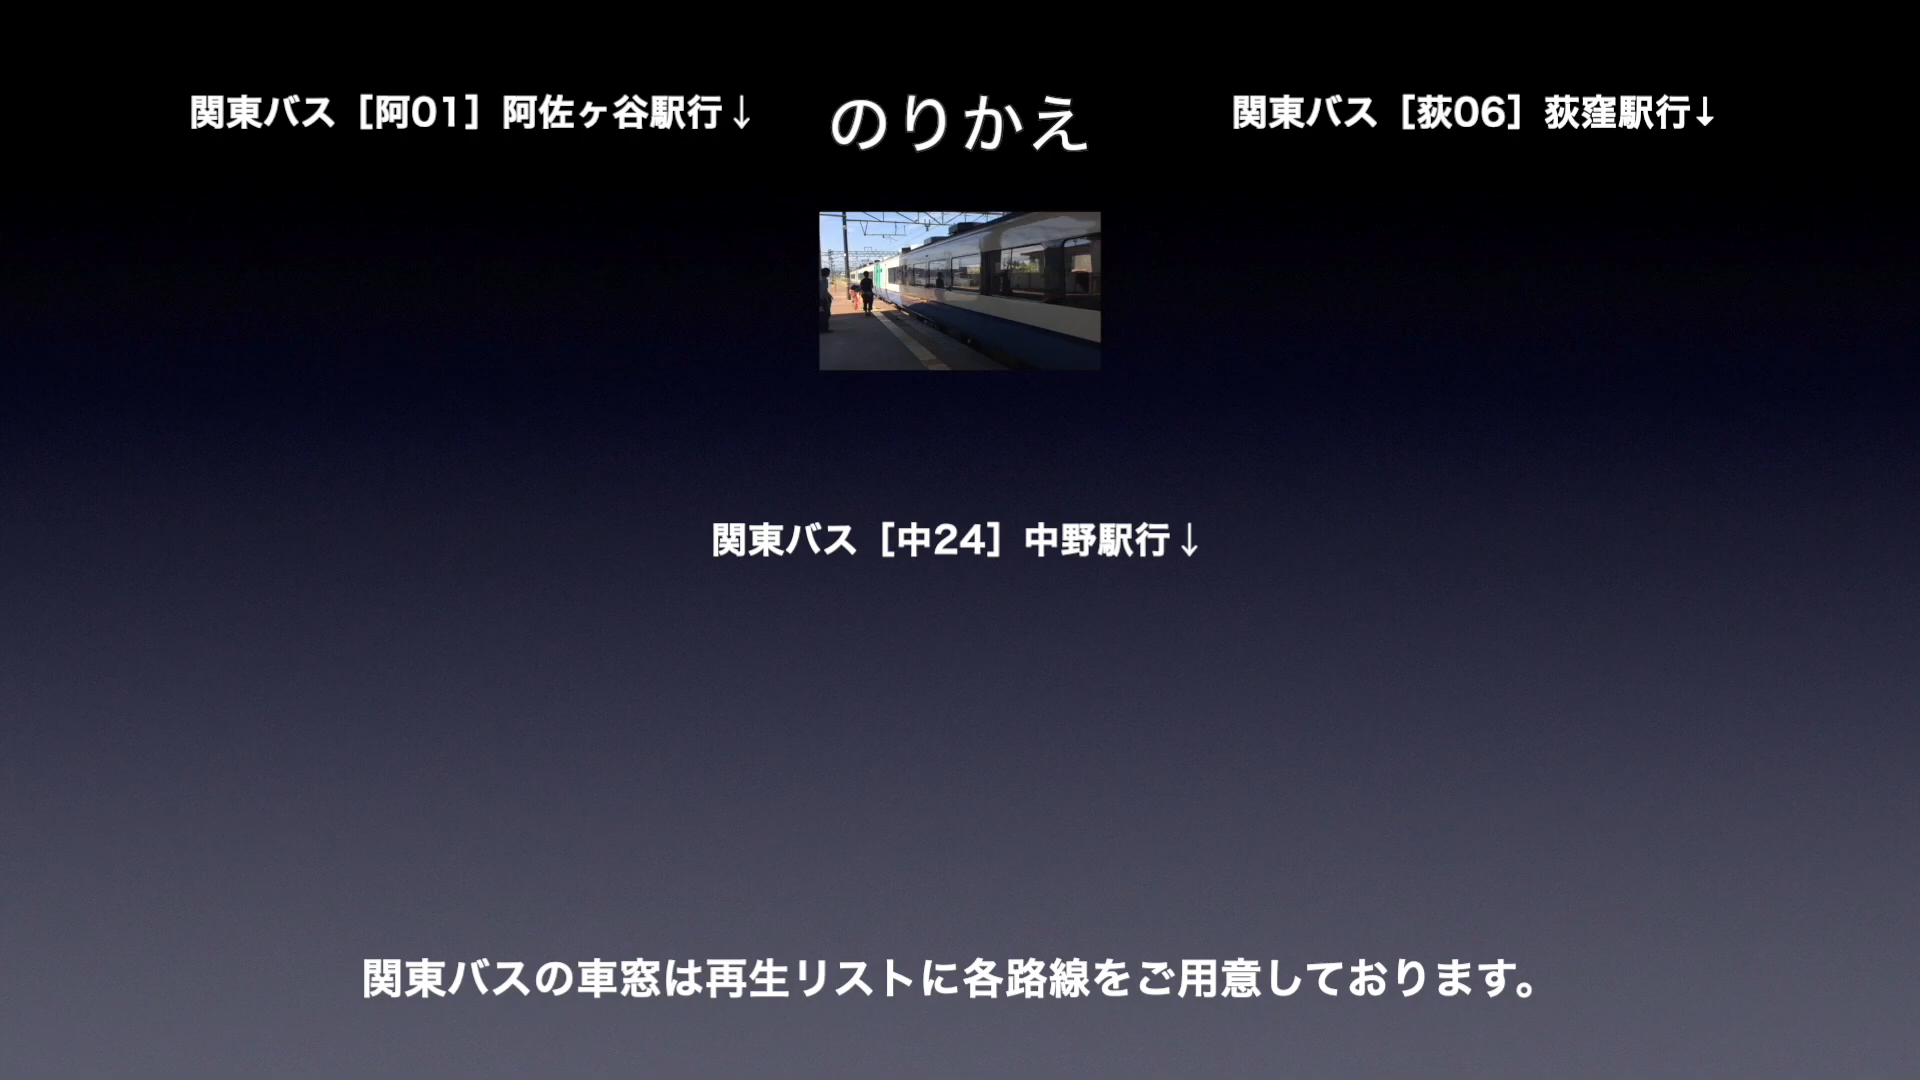 関東バス［阿01］阿佐ヶ谷駅行↓
のりかえ
関東バス［荻06］荻窪駅行↓
関東バス［中24］中野駅行↓
関東バスの車窓は再生リストに各路線をご用意しております。